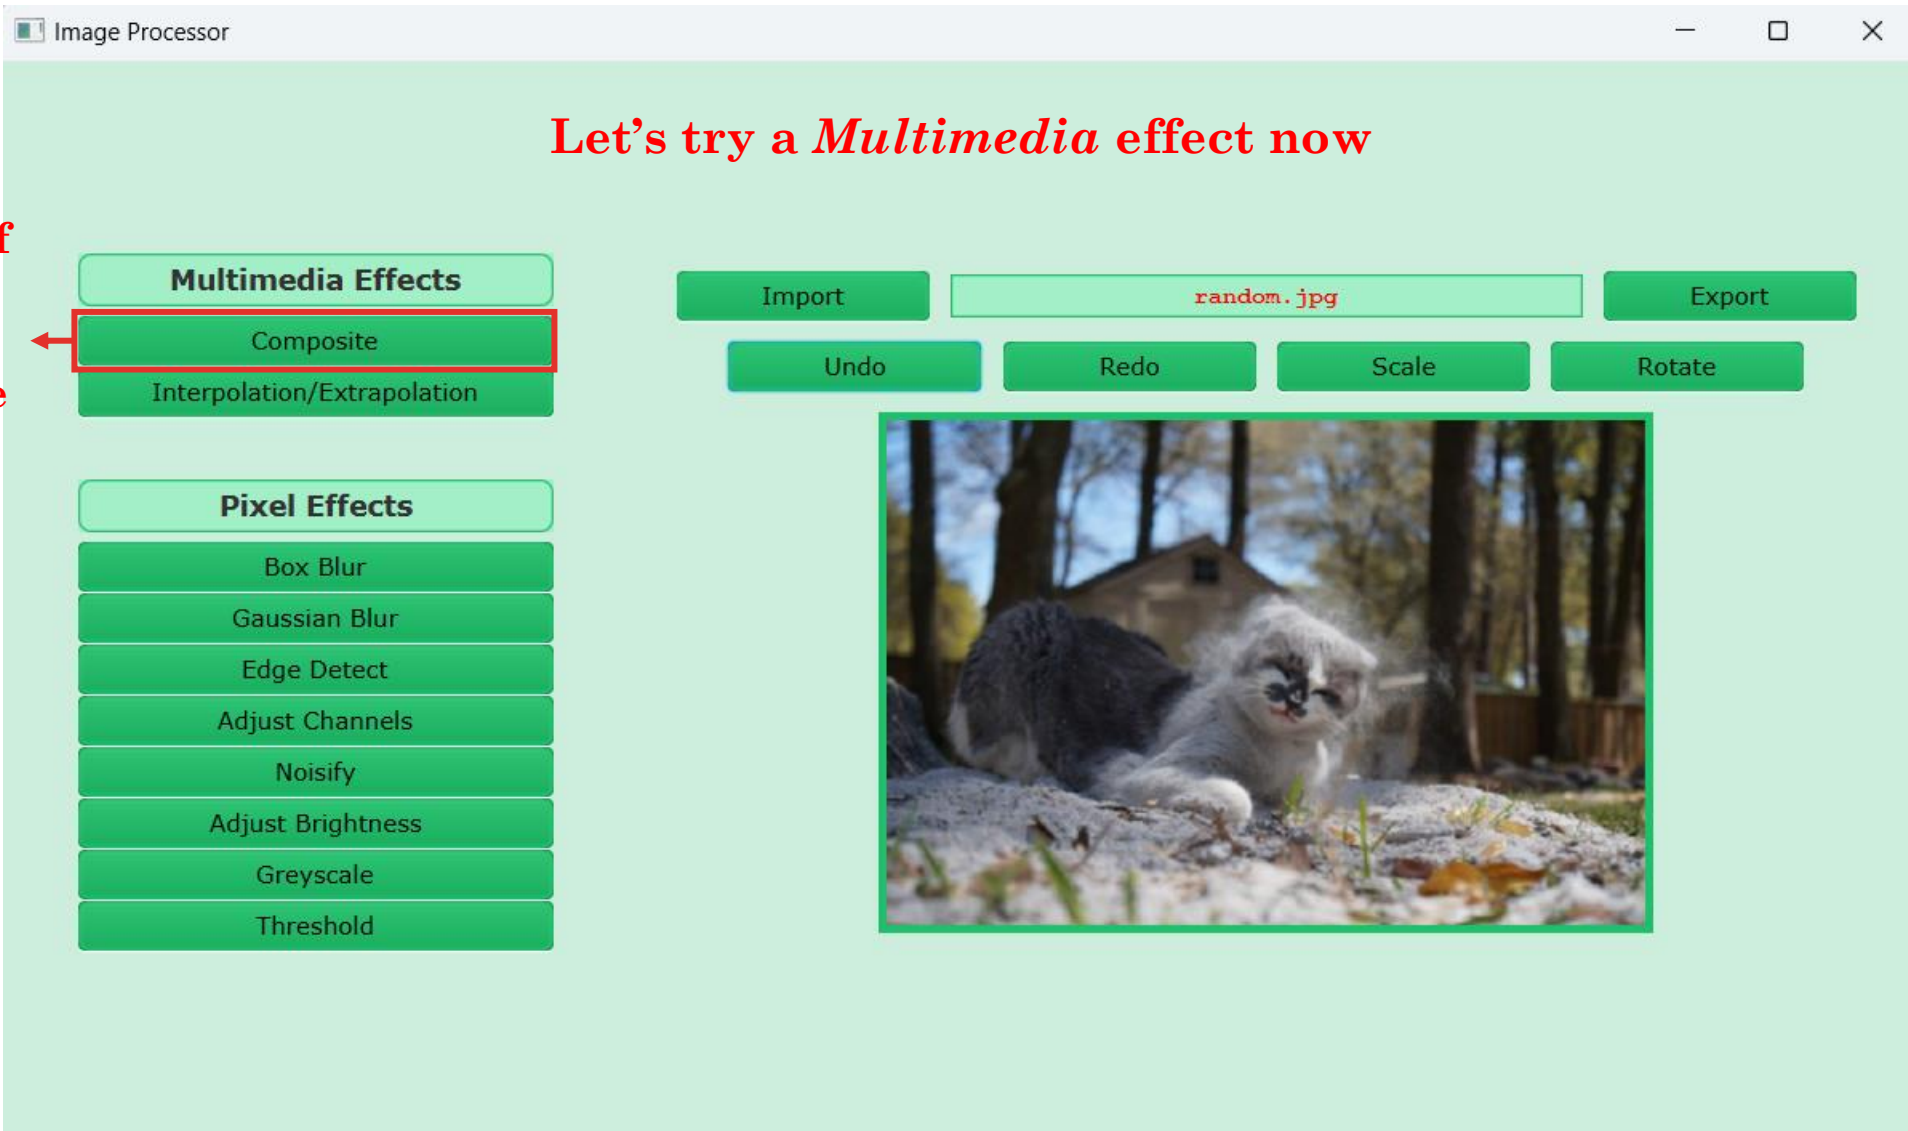 Image Processor
Let's try a Multimedia effect now
Multimedia Effects
Composite
Interpolation/Extrapolation
Pixel Effects
Box Blur
Gaussian Blur
Edge Detect
Adjust Channels
Noisify
Adjust Brightness
Greyscale
Threshold
Import
random.jpg
Export
Undo
Redo
Scale
Rotate